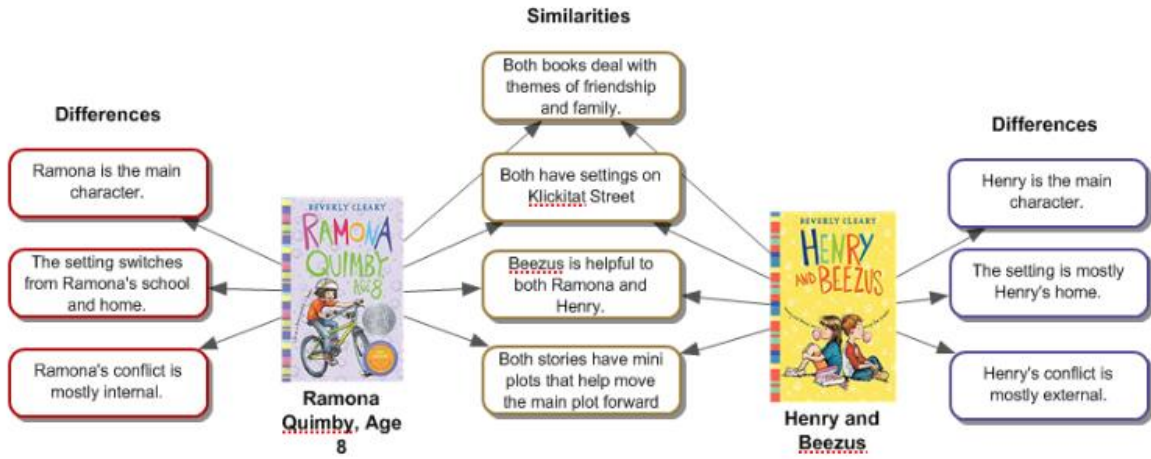 Similarities
Both books deal with
themes of friendship
and family.
Differences
Differences
Ramona is the main
character.
Both have settings on
Klickitat Street
Henry is the main
character.
BEVERLY CLEARY
RAMONA
QUIMBY,
AGE 8
BEVERLY CLEARY
HENRY
AND BEEZUS
The setting switches
from Ramona's school
and home.
Beezus is helpful to
both Ramona and
Henry.
The setting is mostly
Henry's home.
Ramona's conflict is
mostly internal.
Both stories have mini
plots that help move
the main plot forward
Henry's conflict is
mostly external.
Ramona
Quimby, Age
8
Henry and
Beezus